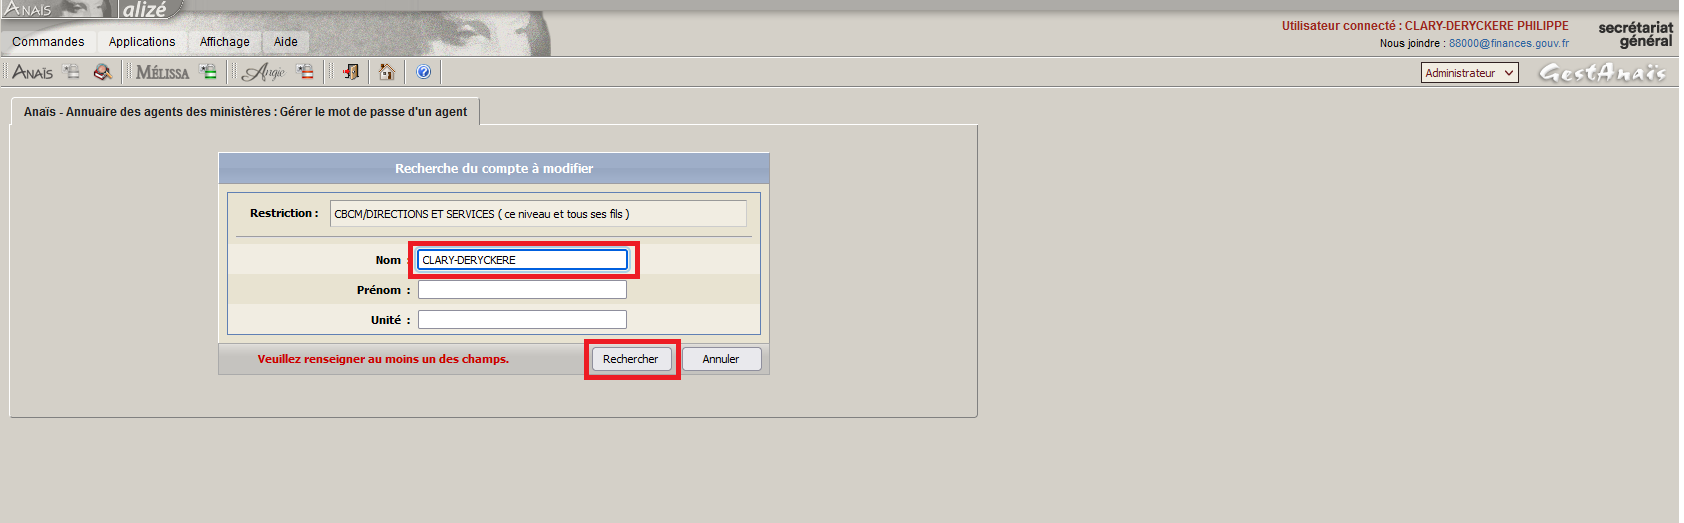 ANAÏS alizé
Utilisateur connecté : CLARY-DERYCKERE PHILIPPE
Nous joindre : 88000@finances.gouv.fr
secrétariat
général
Commandes Applications Affichage Aide
ANAÏS MÉLISSA Angie Administrateur GestAnaïs
Anaïs - Annuaire des agents des ministères : Gérer le mot de passe d'un agent
Recherche du compte à modifier
Restriction : CBCM/DIRECTIONS ET SERVICES ( ce niveau et tous ses fils )
Nom : CLARY-DERYCKERE
Prénom :
Unité :
Veuillez renseigner au moins un des champs. Rechercher Annuler